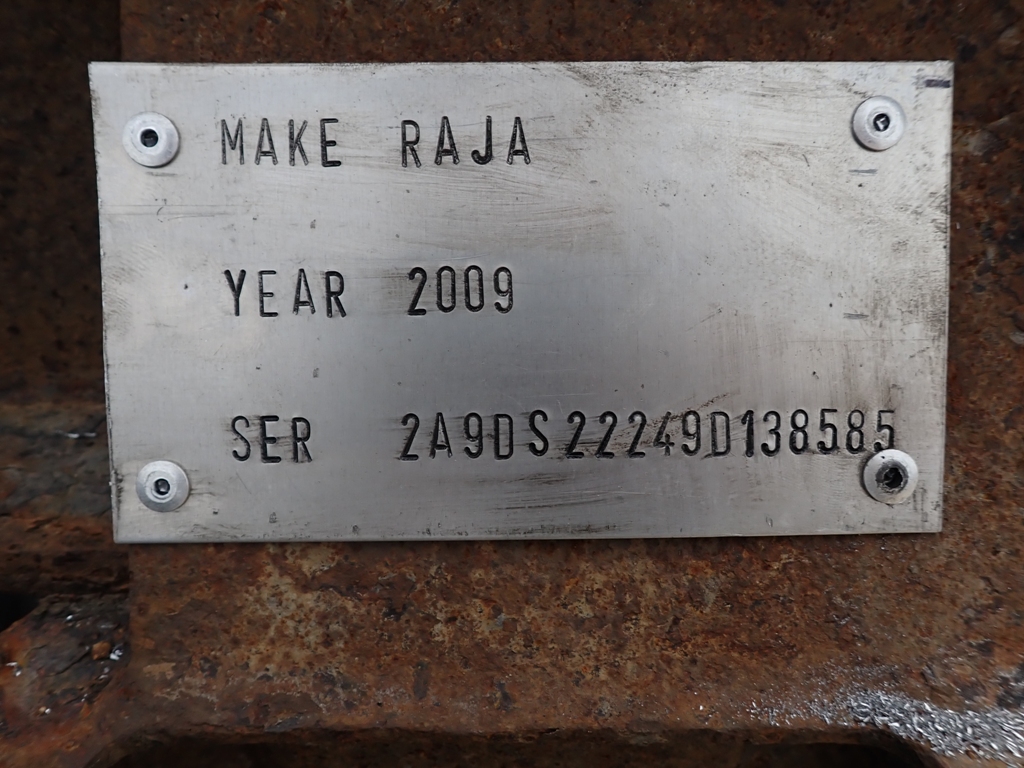 MAKE RAJA
YEAR 2009
SER 2A9DS22249D138585